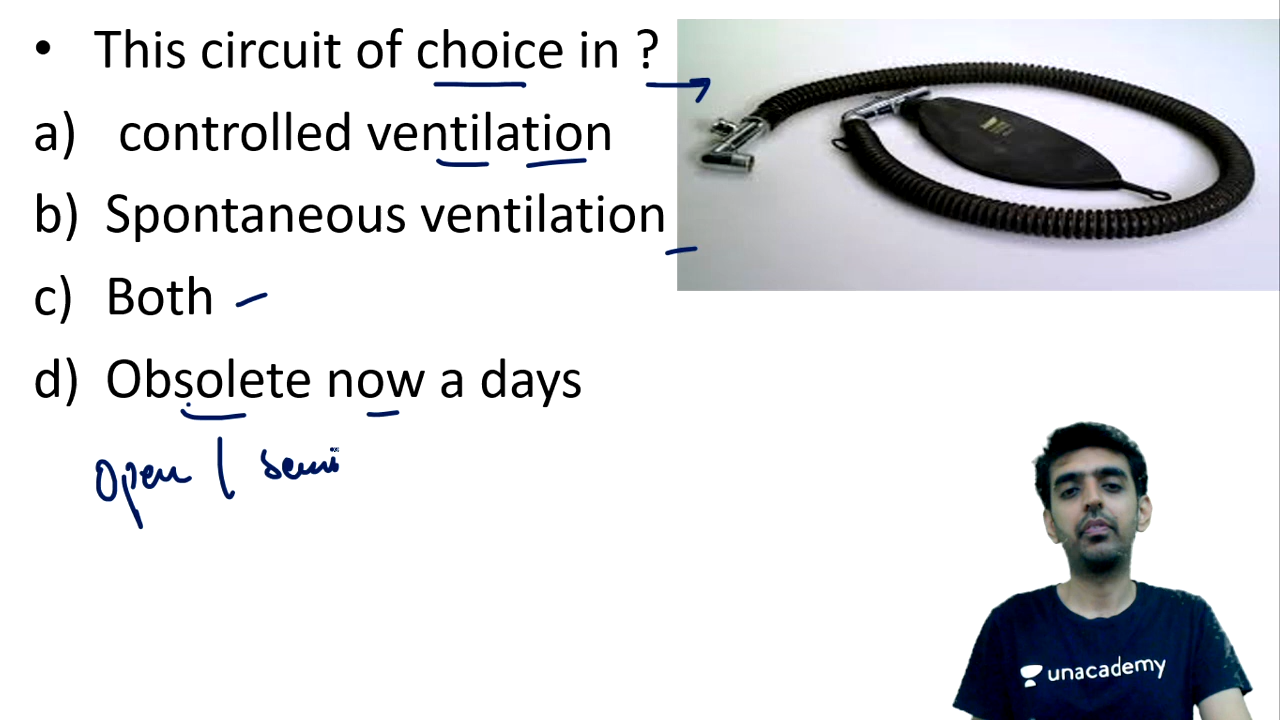 • This circuit of choice in ?
a) controlled ventilation
b) Spontaneous ventilation
c) Both
d) Obsolete now a days
open | semi
unacademy